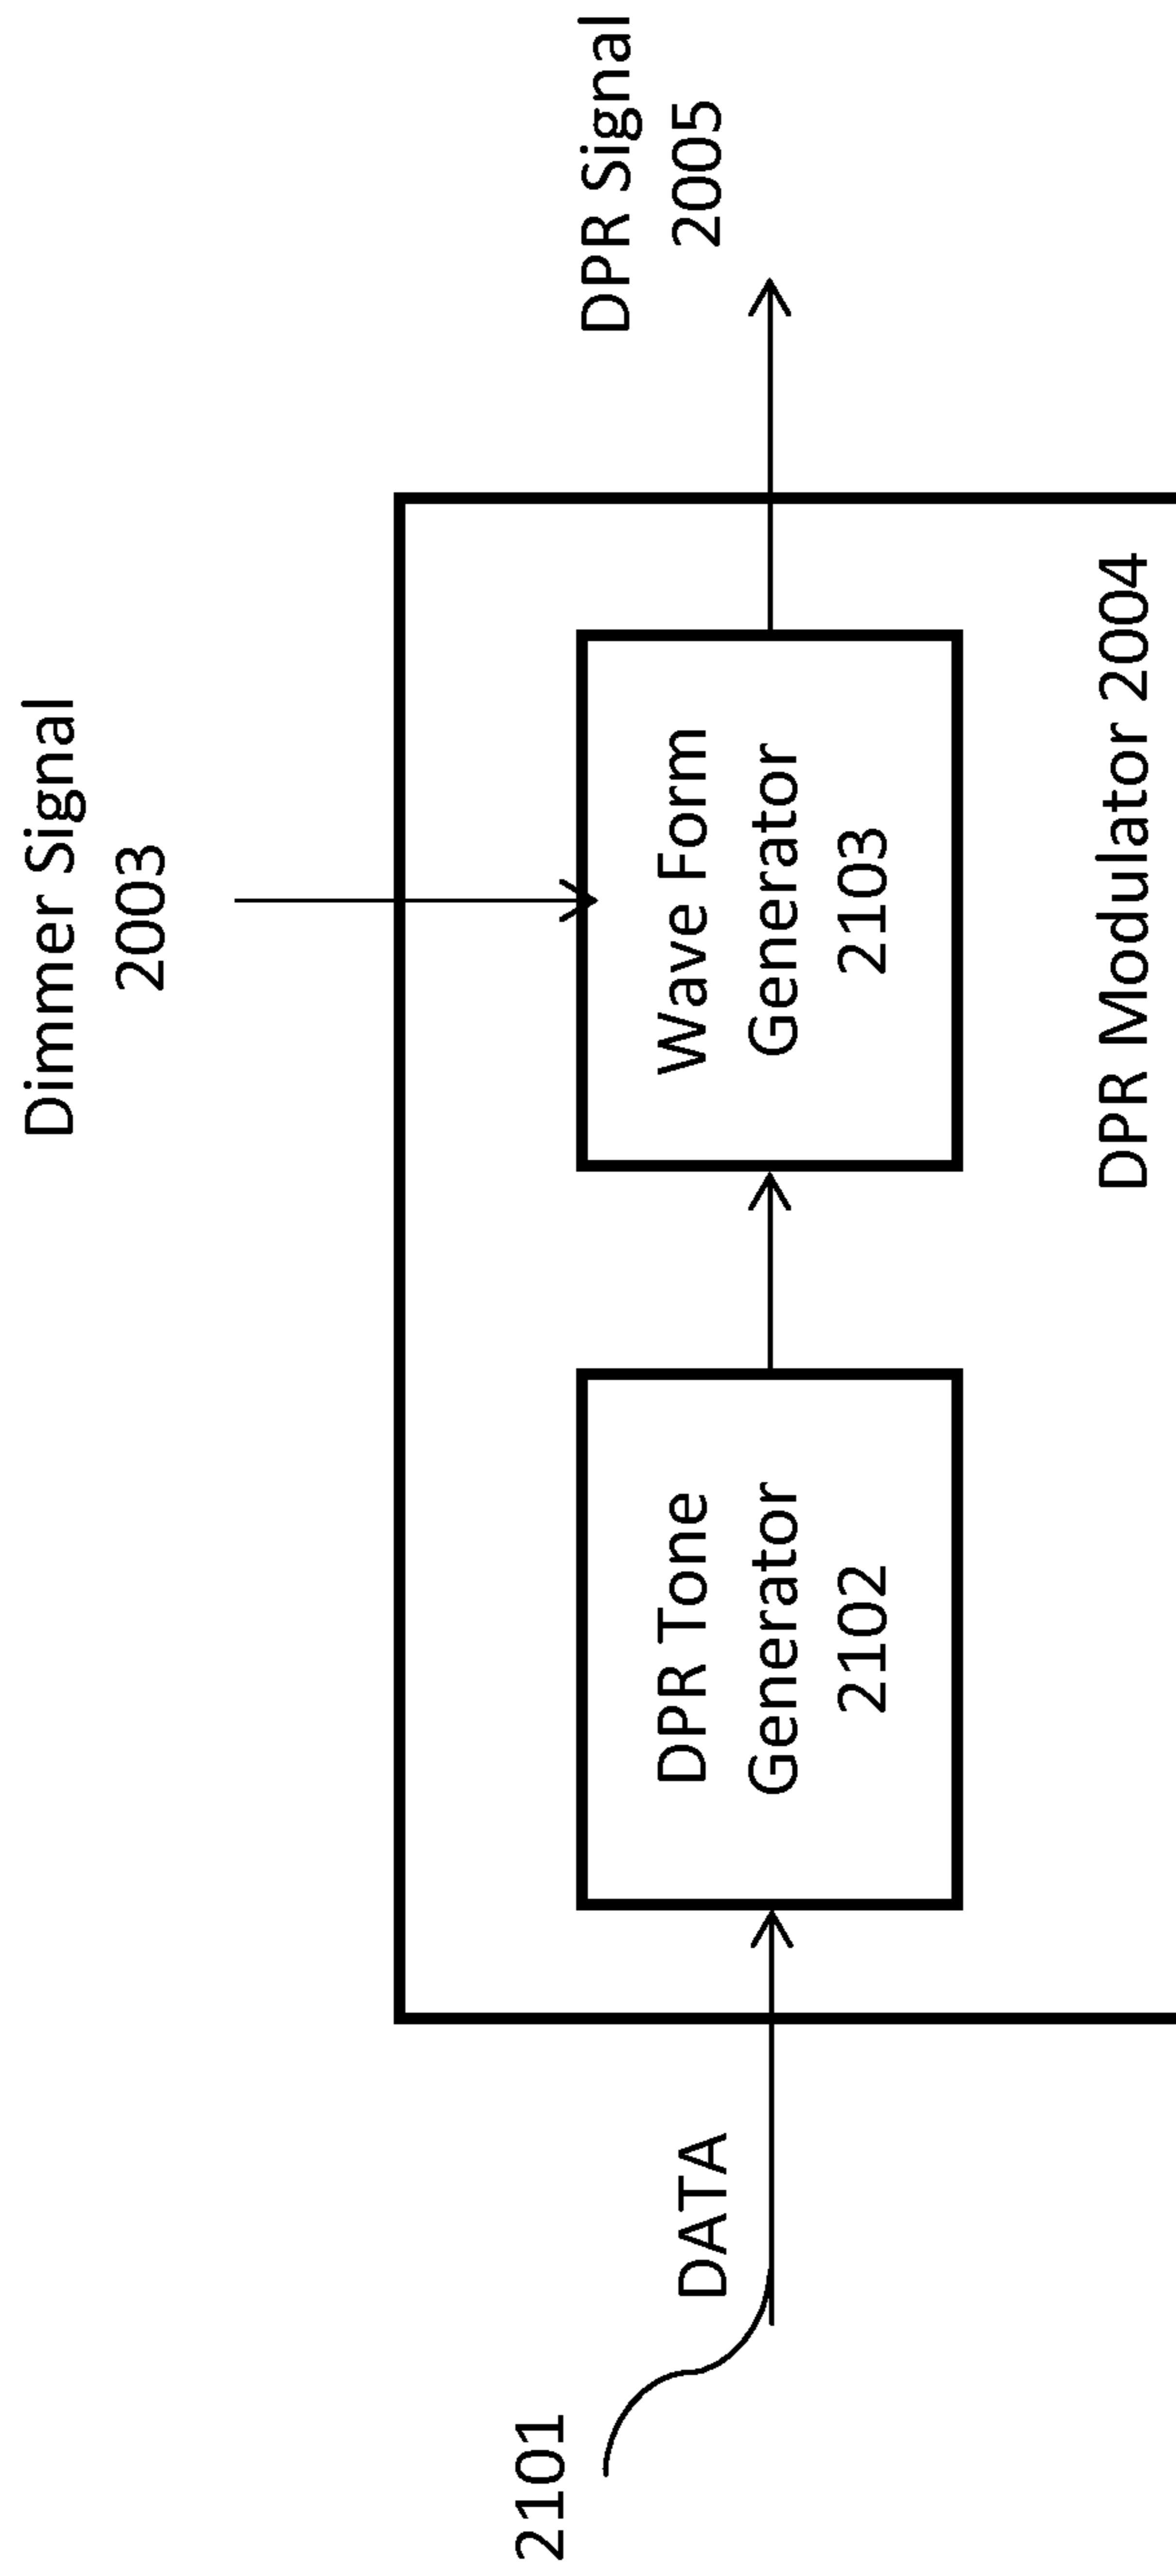 Dimmer Signal
2003
DPR Signal
2005
2101
DATA
DPR Tone
Generator
2102
Wave Form
Generator
2103
DPR Modulator 2004